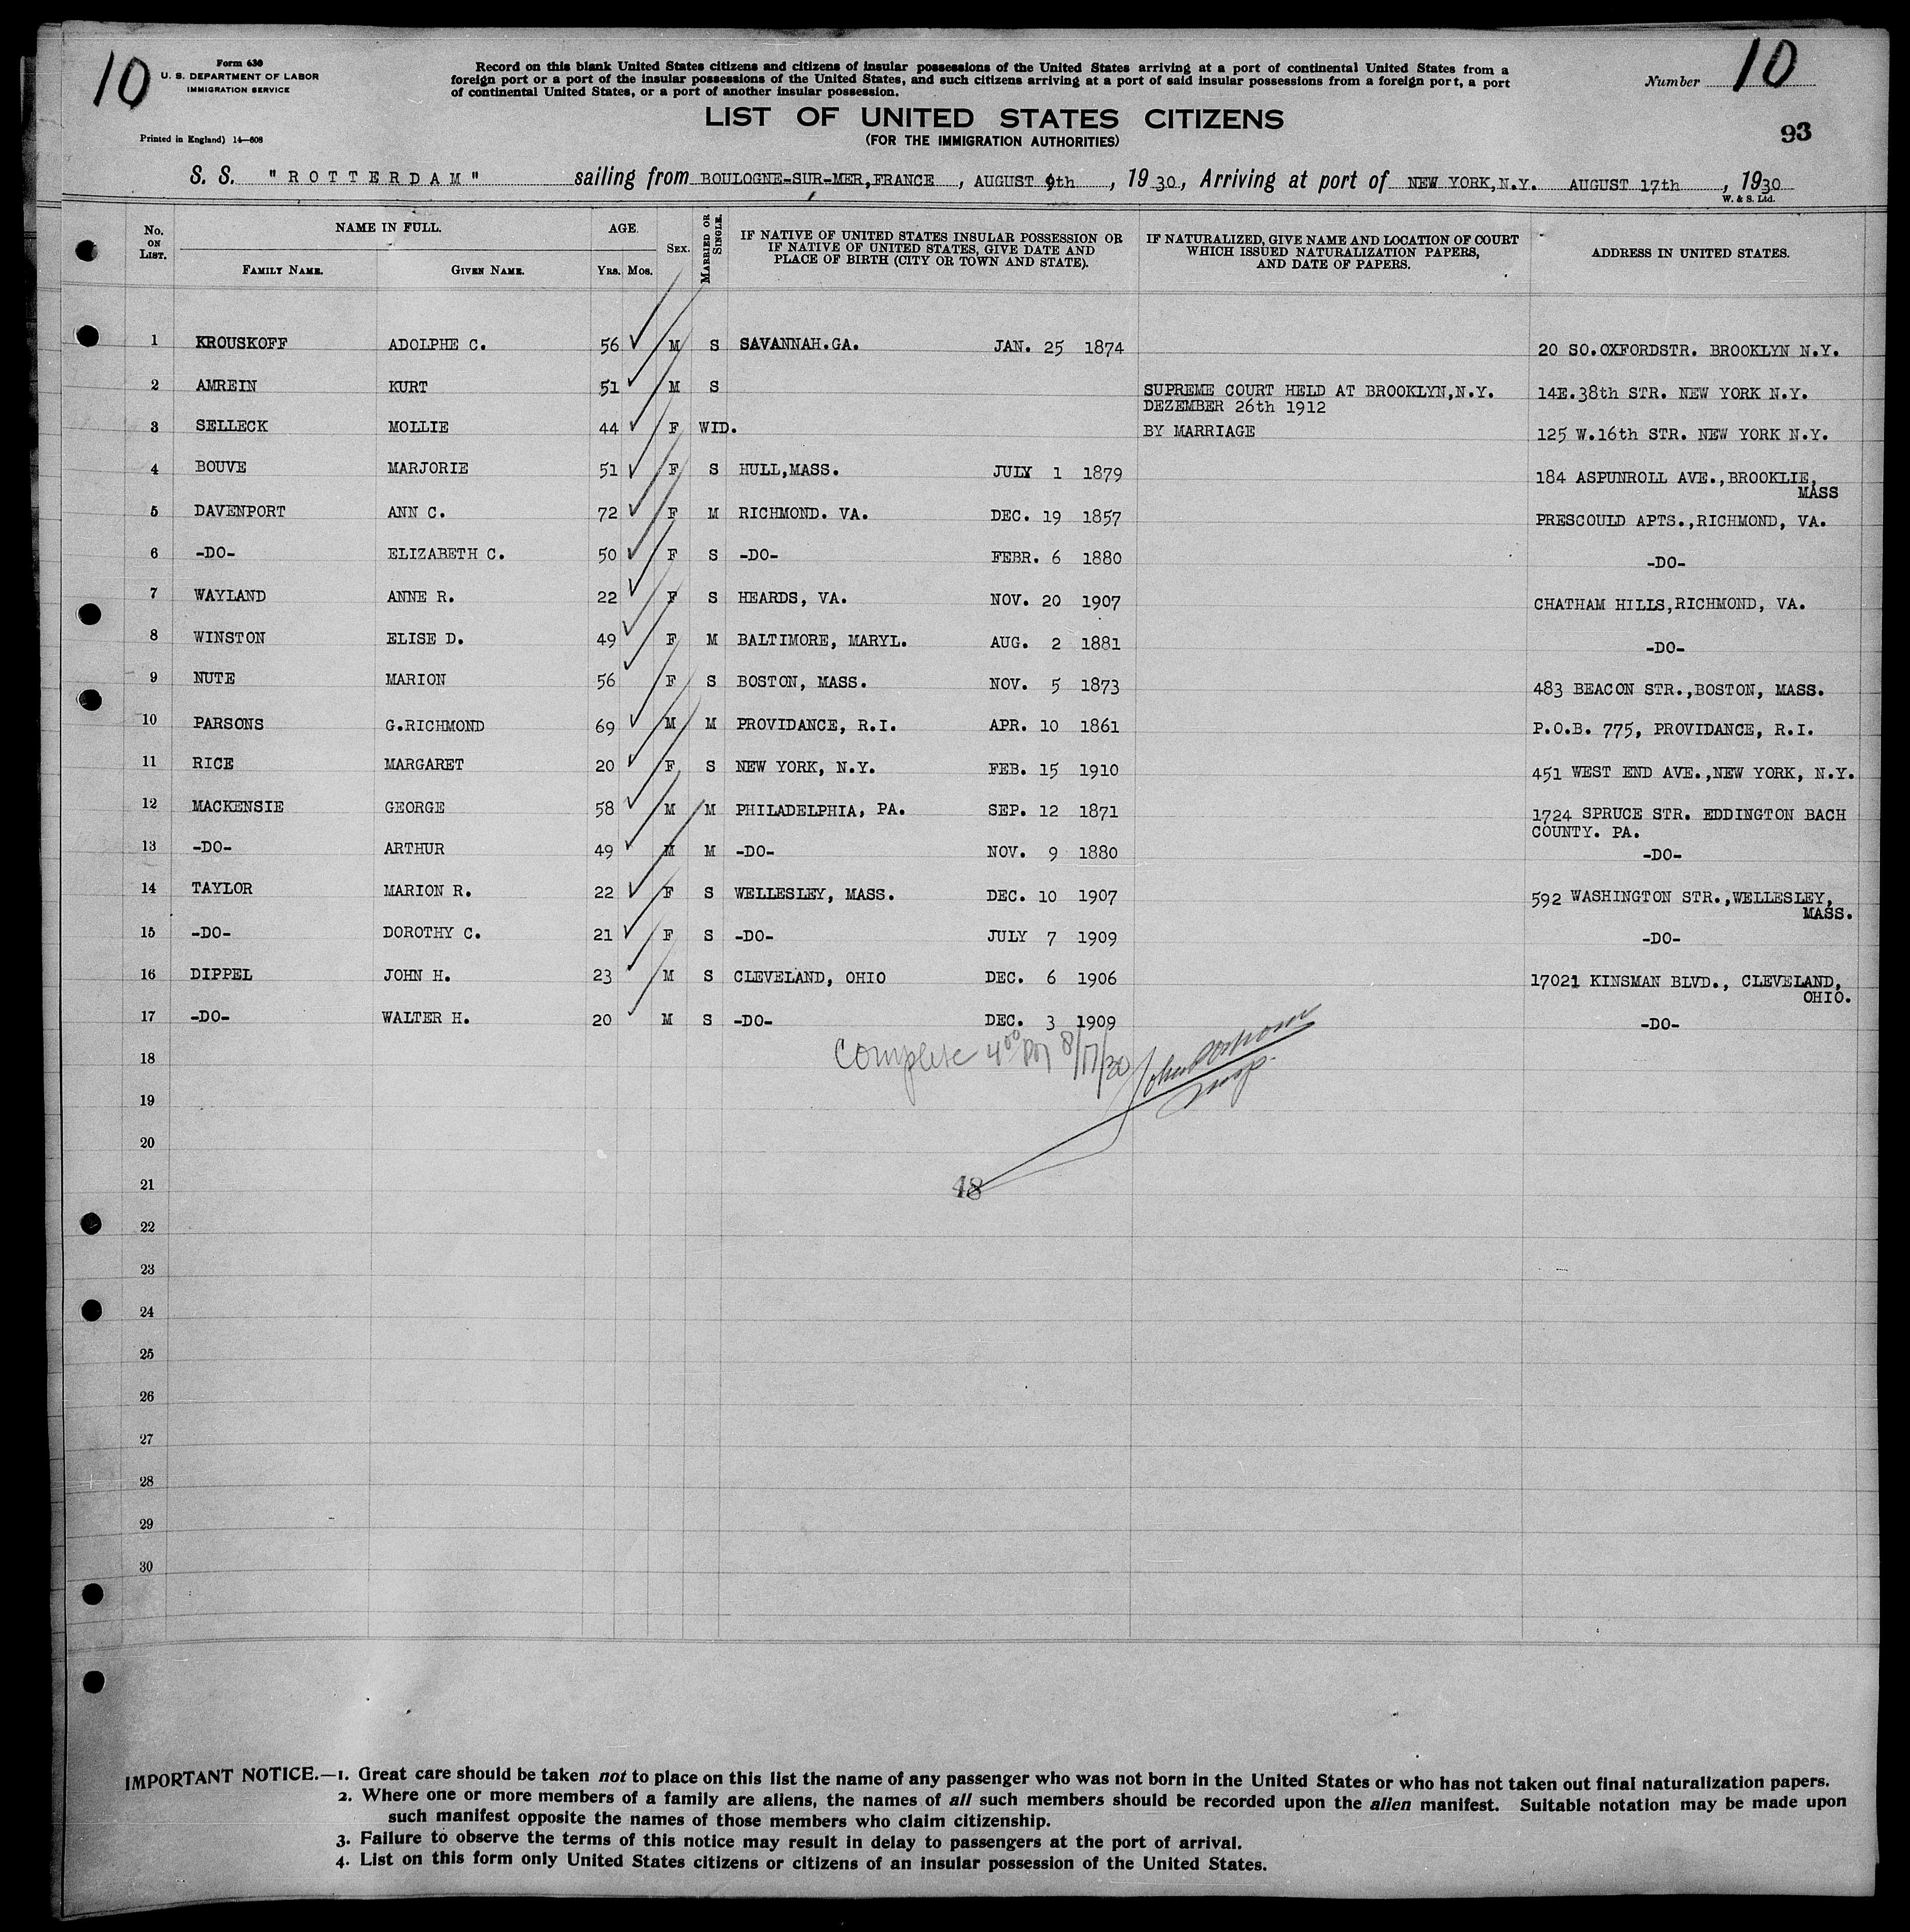 10
Form 630
U. S. DEPARTMENT OF LABOR
IMMIGRATION SERVICE
Printed in England) 14—608
Record on this blank United States citizens and citizens of insular possessions of the United States arriving at a port of continental United States from a
foreign port or a port of the insular possessions of the United States, and such citizens arriving at a port of said insular possessions from a foreign port, a port
of continental United States, or a port of another insular possession.
Number 10
LIST OF UNITED STATES CITIZENS
(FOR THE IMMIGRATION AUTHORITIES)
93
S. S. "ROTTERDAM" sailing from BOULOGNE-SUR-MER,FRANCE , AUGUST 9th , 1930, Arriving at port of NEW YORK,N.Y. AUGUST 17th , 1930
W. & S. Ltd.
No. ON LIST. NAME IN FULL. FAMILY NAME. GIVEN NAME. AGE. YRS. MOS. SEX. MARRIED OR SINGLE. IF NATIVE OF UNITED STATES INSULAR POSSESSION OR IF NATIVE OF UNITED STATES, GIVE DATE AND PLACE OF BIRTH (CITY OR TOWN AND STATE). IF NATURALIZED, GIVE NAME AND LOCATION OF COURT WHICH ISSUED NATURALIZATION PAPERS, AND DATE OF PAPERS. ADDRESS IN UNITED STATES.
1 KROUSKOFF ADOLPHE C. 56 M S SAVANNAH.GA. JAN. 25 1874 20 SO.OXFORDSTR. BROOKLYN N.Y.
2 AMREIN KURT 51 M S SUPREME COURT HELD AT BROOKLYN,N.Y. 14E.38th STR. NEW YORK N.Y.
DEZEMBER 26th 1912
3 SELLECK MOLLIE 44 F WID. BY MARRIAGE 125 W.16th STR. NEW YORK N.Y.
4 BOUVE MARJORIE 51 F S HULL,MASS. JULY 1 1879 184 ASPUNROLL AVE.,BROOKLIE,
MASS
5 DAVENPORT ANN C. 72 F M RICHMOND. VA. DEC. 19 1857 PRESCOULD APTS.,RICHMOND, VA.
6 -DO- ELIZABETH C. 50 F S -DO- FEBR. 6 1880 -DO-
7 WAYLAND ANNE R. 22 F S HEARDS, VA. NOV. 20 1907 CHATHAM HILLS,RICHMOND, VA.
8 WINSTON ELISE D. 49 F M BALTIMORE, MARYL. AUG. 2 1881 -DO-
9 NUTE MARION 56 F S BOSTON, MASS. NOV. 5 1873 483 BEACON STR.,BOSTON, MASS.
10 PARSONS G.RICHMOND 69 M M PROVIDANCE, R.I. APR. 10 1861 P.O.B. 775, PROVIDANCE, R.I.
11 RICE MARGARET 20 F S NEW YORK, N.Y. FEB. 15 1910 451 WEST END AVE.,NEW YORK, N.Y.
12 MACKENSIE GEORGE 58 M M PHILADELPHIA, PA. SEP. 12 1871 1724 SPRUCE STR. EDDINGTON BACH
COUNTY. PA.
13 -DO- ARTHUR 49 M M -DO- NOV. 9 1880 -DO-
14 TAYLOR MARION R. 22 F S WELLESLEY, MASS. DEC. 10 1907 592 WASHINGTON STR.,WELLESLEY,
MASS.
15 -DO- DOROTHY C. 21 F S -DO- JULY 7 1909 -DO-
16 DIPPEL JOHN H. 23 M S CLEVELAND, OHIO DEC. 6 1906 17021 KINSMAN BLVD., CLEVELAND,
OHIO.
17 -DO- WALTER H. 20 M S -DO- DEC. 3 1909 -DO-
18 Complete 4 00 PM 8/17/30 John
Insp.
19
20
21 18
22
23
24
25
26
27
28
29
30
IMPORTANT NOTICE.—1. Great care should be taken not to place on this list the name of any passenger who was not born in the United States or who has not taken out final naturalization papers.
2. Where one or more members of a family are aliens, the names of all such members should be recorded upon the alien manifest. Suitable notation may be made upon
such manifest opposite the names of those members who claim citizenship.
3. Failure to observe the terms of this notice may result in delay to passengers at the port of arrival.
4. List on this form only United States citizens or citizens of an insular possession of the United States.